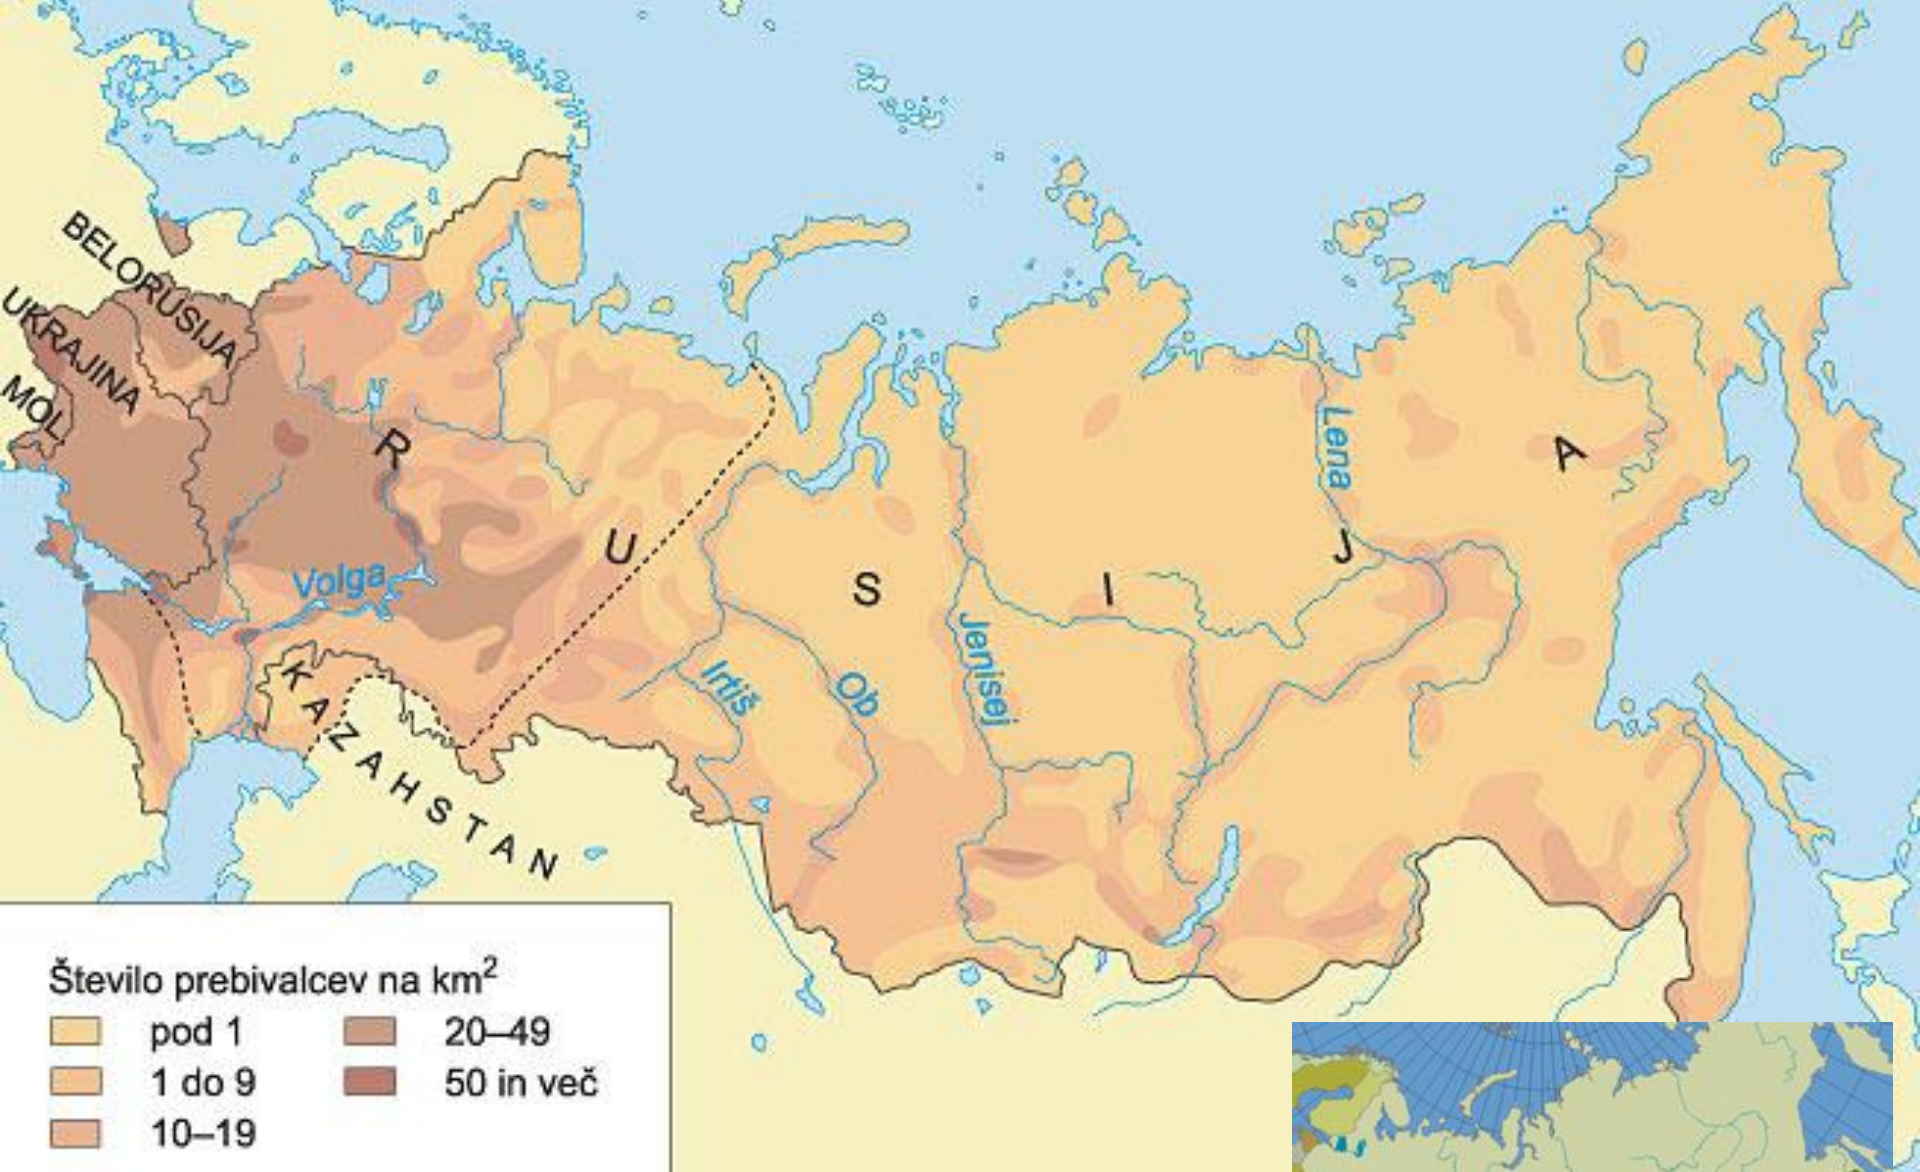 BELORUSIJA
UKRAJINA
MOL.
R U S I J A
Volga
KAZAHSTAN
Irtiš
Ob
Jenisej
Lena
Število prebivalcev na km²
pod 1
1 do 9
10–19
20–49
50 in več